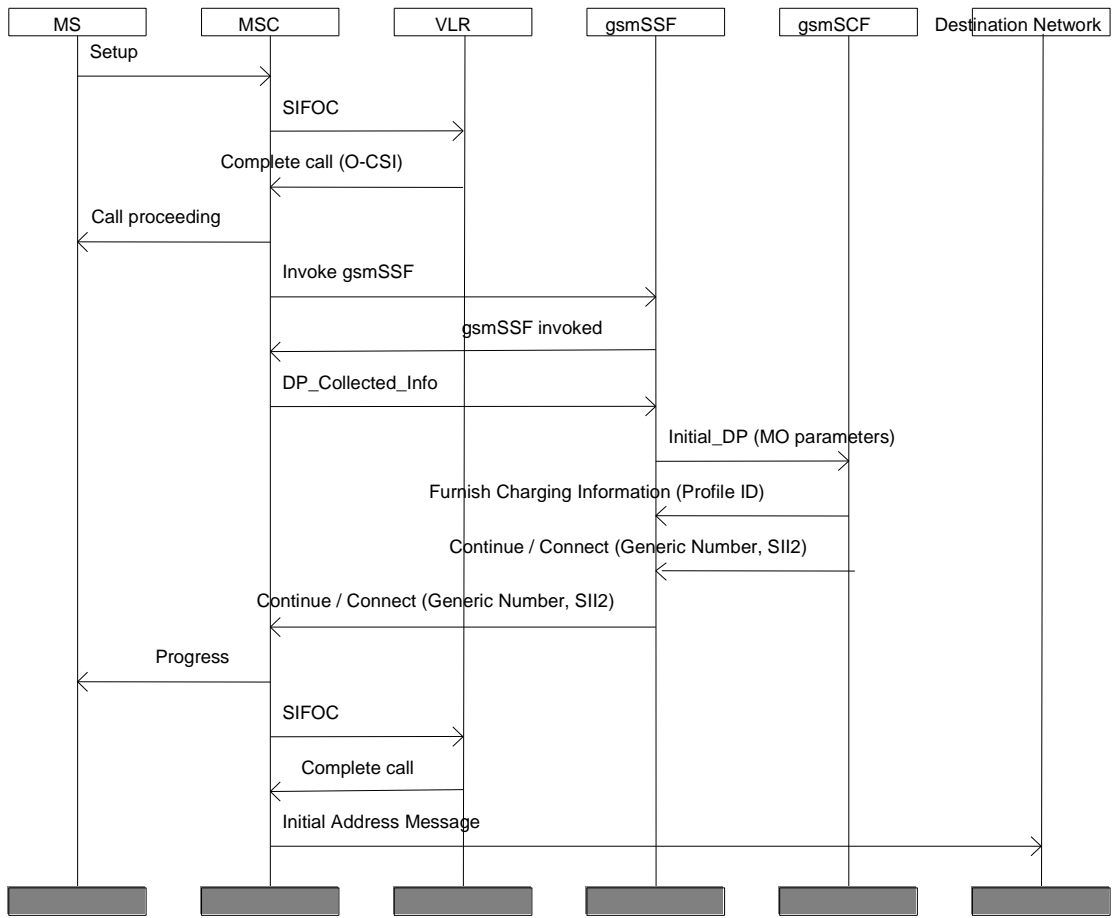 MS MSC VLR gsmSSF gsmSCF Destination Network
Setup
SIFOC
Complete call (O-CSI)
Call proceeding
Invoke gsmSSF
gsmSSF invoked
DP_Collected_Info
Initial_DP (MO parameters)
Furnish Charging Information (Profile ID)
Continue / Connect (Generic Number, SII2)
Continue / Connect (Generic Number, SII2)
Progress
SIFOC
Complete call
Initial Address Message